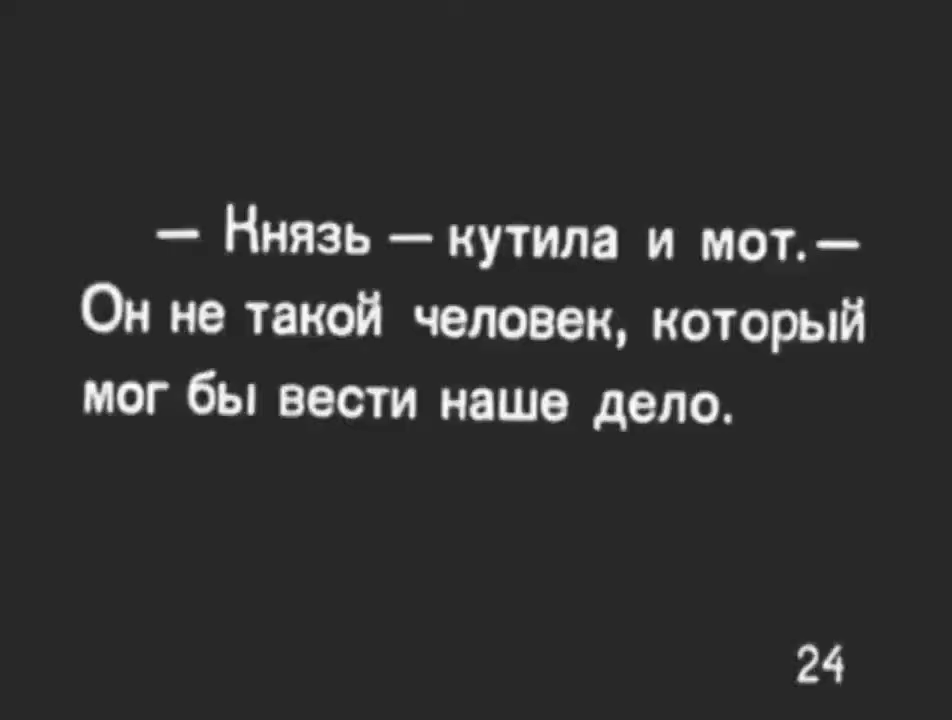 — Князь — кутила и мот. —
Он не такой человек, который
мог бы вести наше дело.
24